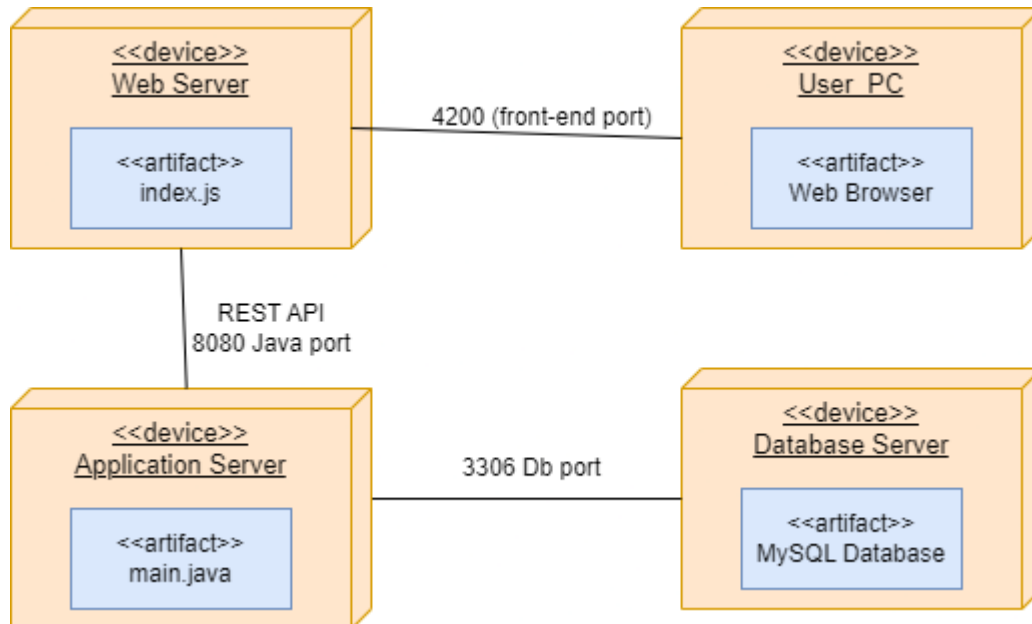 <<device>>
Web Server
<<artifact>>
index.js
4200 (front-end port)
<<device>>
User_PC
<<artifact>>
Web Browser
REST API
8080 Java port
<<device>>
Application Server
<<artifact>>
main.java
3306 Db port
<<device>>
Database Server
<<artifact>>
MySQL Database